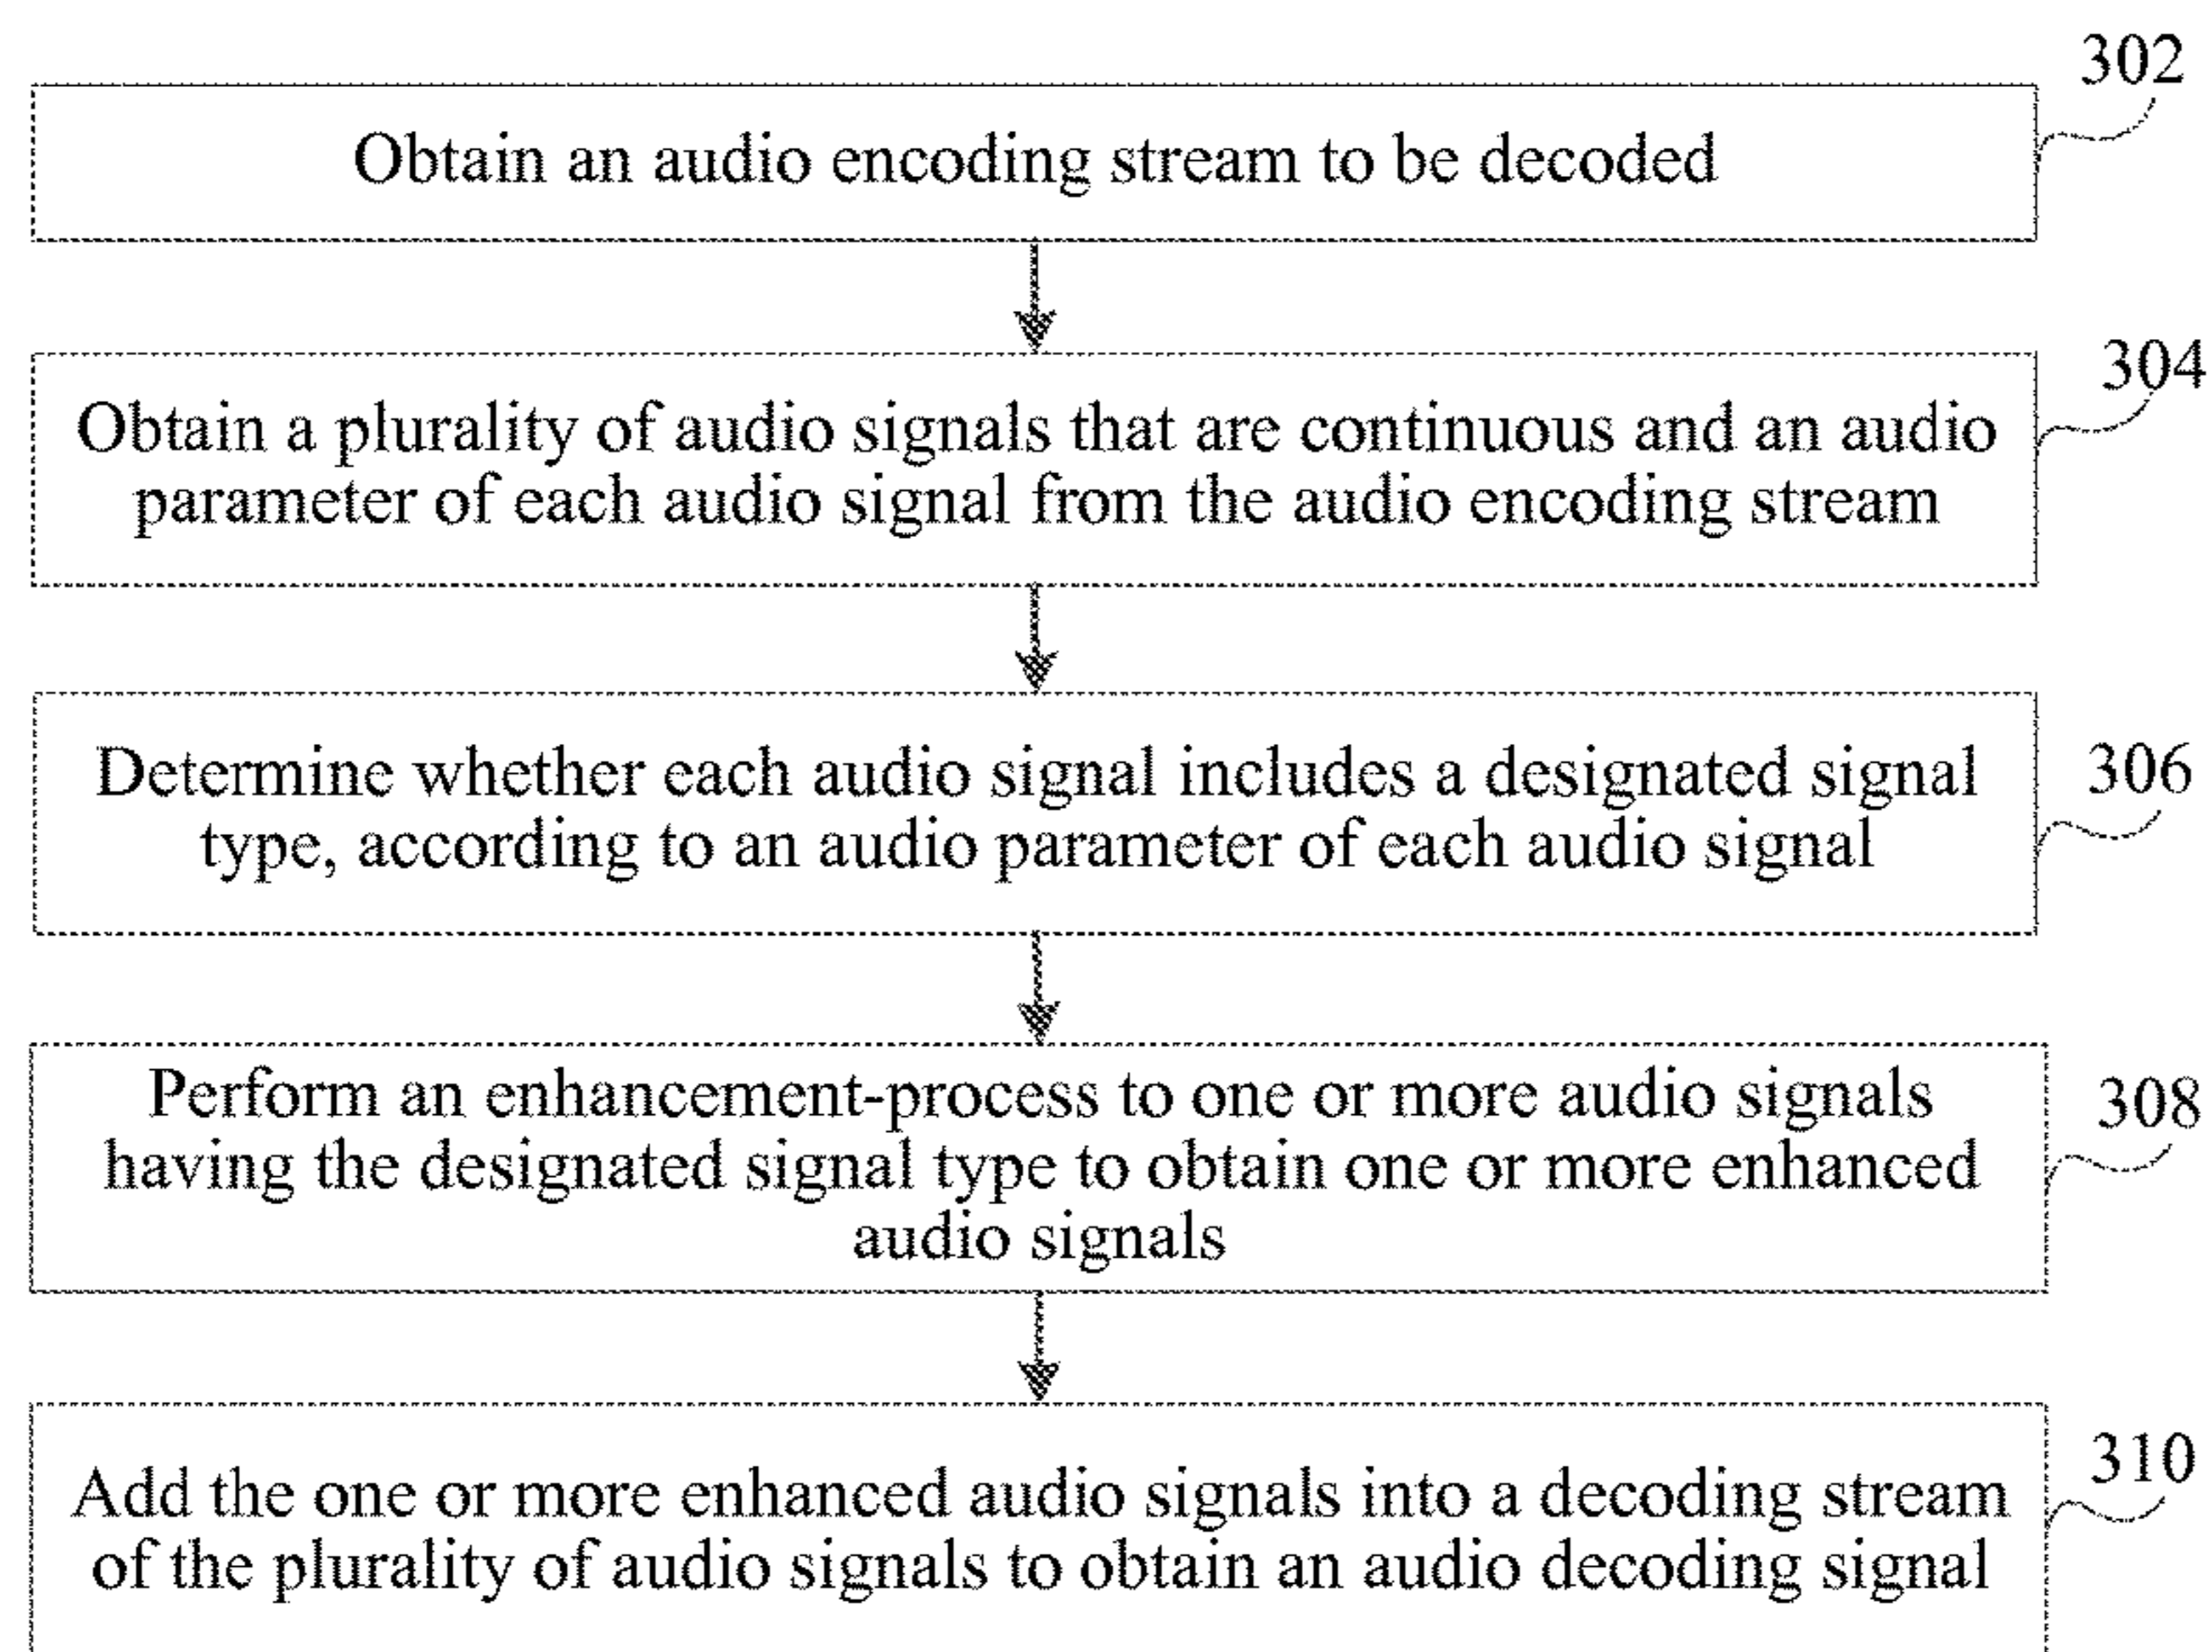 302
Obtain an audio encoding stream to be decoded
304
Obtain a plurality of audio signals that are continuous and an audio
parameter of each audio signal from the audio encoding stream
306
Determine whether each audio signal includes a designated signal
type, according to an audio parameter of each audio signal
308
Perform an enhancement-process to one or more audio signals
having the designated signal type to obtain one or more enhanced
audio signals
310
Add the one or more enhanced audio signals into a decoding stream
of the plurality of audio signals to obtain an audio decoding signal